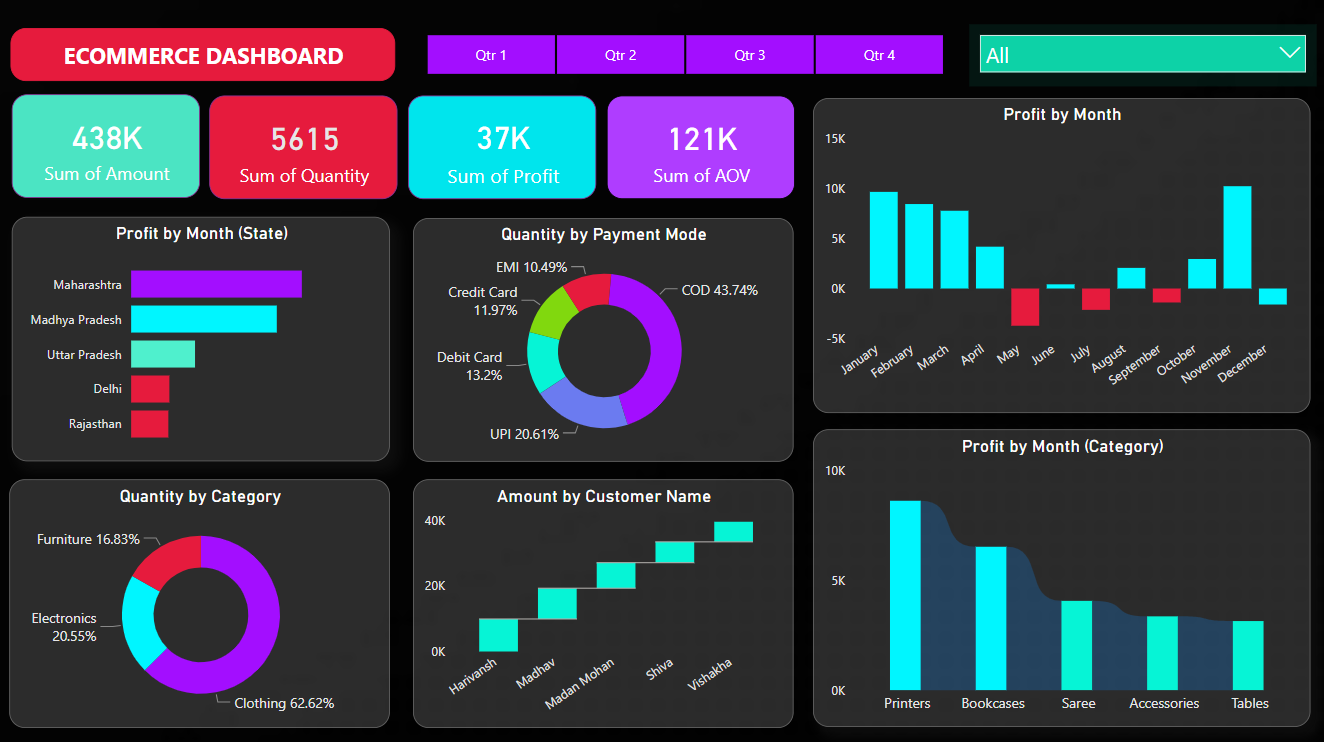 ECOMMERCE DASHBOARD
Qtr 1
Qtr 2
Qtr 3
Qtr 4
All
438K
Sum of Amount
5615
Sum of Quantity
37K
Sum of Profit
121K
Sum of AOV
Profit by Month
15K
10K
5K
0K
-5K
January
February
March
April
May
June
July
August
September
October
November
December
Profit by Month (State)
Maharashtra
Madhya Pradesh
Uttar Pradesh
Delhi
Rajasthan
Quantity by Payment Mode
EMI 10.49%
Credit Card
11.97%
Debit Card
13.2%
UPI 20.61%
COD 43.74%
Profit by Month (Category)
10K
5K
0K
Printers
Bookcases
Saree
Accessories
Tables
Quantity by Category
Furniture 16.83%
Electronics
20.55%
Clothing 62.62%
Amount by Customer Name
40K
20K
0K
Harivansh
Madhav
Madan Mohan
Shiva
Vishakha